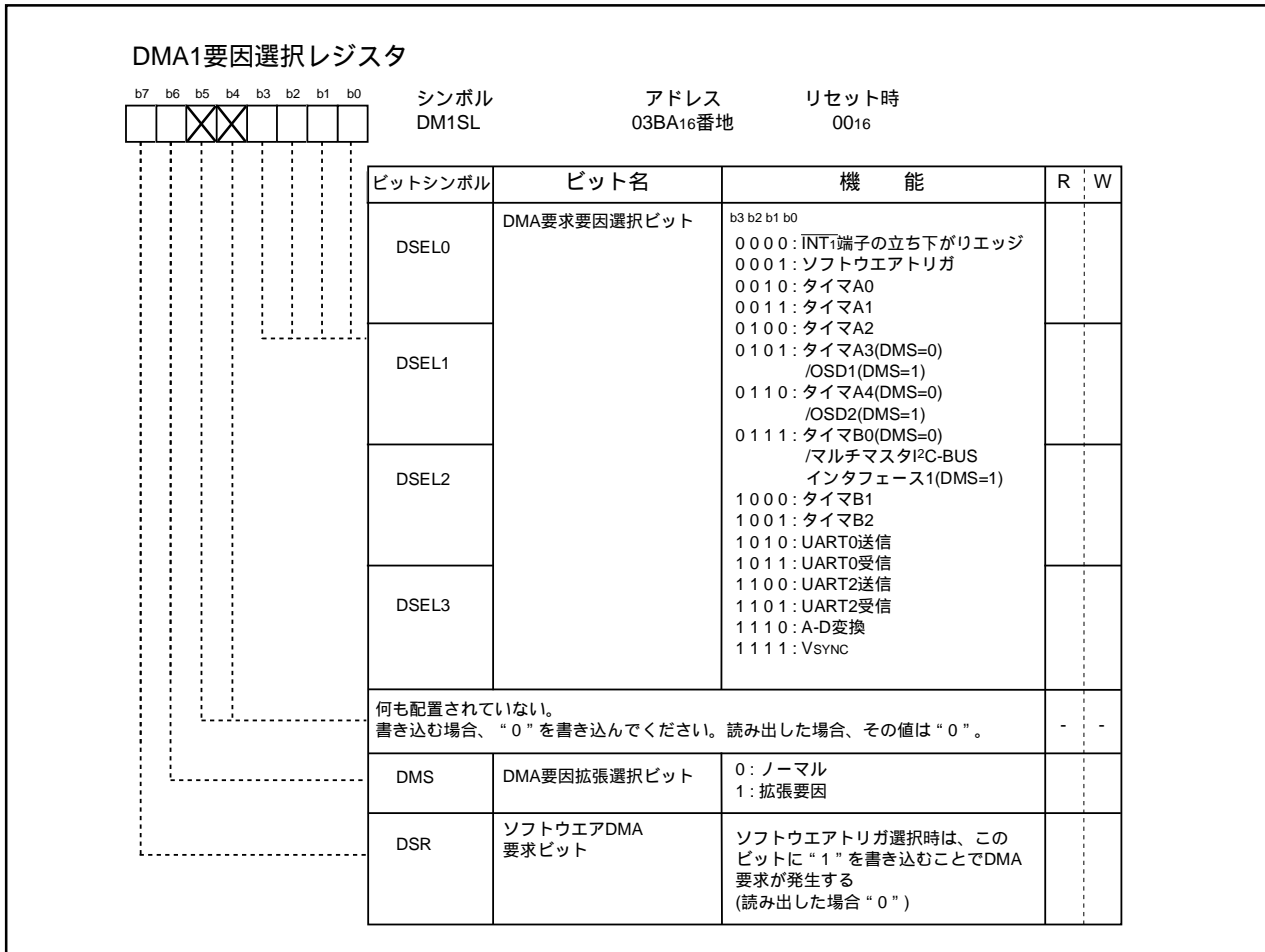 DMA1要因選択レジスタ
b7 b6 b5 b4 b3 b2 b1 b0
シンボル アドレス リセット時
DM1SL 03BA16番地 0016
ビットシンボル ビット名 機 能 R W
DSEL0
DSEL1
DSEL2
DSEL3
DMA要求要因選択ビット
b3 b2 b1 b0
0 0 0 0 : INT1端子の立ち下がりエッジ
0 0 0 1 : ソフトウエアトリガ
0 0 1 0 : タイマA0
0 0 1 1 : タイマA1
0 1 0 0 : タイマA2
0 1 0 1 : タイマA3(DMS=0)
/OSD1(DMS=1)
0 1 1 0 : タイマA4(DMS=0)
/OSD2(DMS=1)
0 1 1 1 : タイマB0(DMS=0)
/マルチマスタI2C-BUS
インタフェース1(DMS=1)
1 0 0 0 : タイマB1
1 0 0 1 : タイマB2
1 0 1 0 : UART0送信
1 0 1 1 : UART0受信
1 1 0 0 : UART2送信
1 1 0 1 : UART2受信
1 1 1 0 : A-D変換
1 1 1 1 : VSYNC
何も配置されていない。
書き込む場合、“ 0 ” を書き込んでください。読み出した場合、その値は “ 0 ” 。
- -
DMS DMA要因拡張選択ビット
0 : ノーマル
1 : 拡張要因
DSR
ソフトウエアDMA
要求ビット
ソフトウエアトリガ選択時は、この
ビットに “ 1 ” を書き込むことでDMA
要求が発生する
(読み出した場合 “ 0 ” )